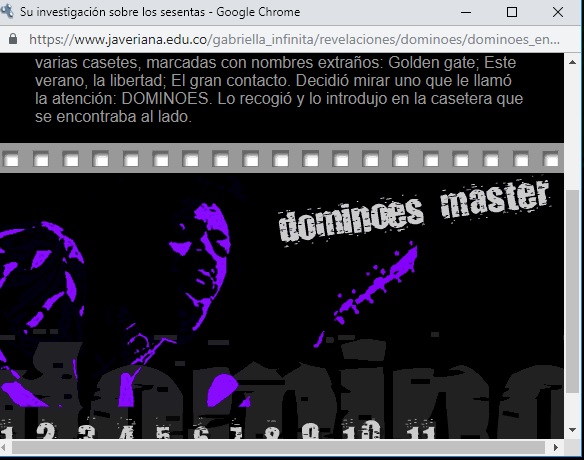 Su investigación sobre los sesentas - Google Chrome
https://www.javeriana.edu.co/gabriella_infinita/revelaciones/dominoes/dominoes_en...
varias casetes, marcadas con nombres extraños: Golden gate; Este
verano, la libertad; El gran contacto. Decidió mirar uno que le llamó
la atención: DOMINOES. Lo recogió y lo introdujo en la casetera que
se encontraba al lado.
dominoes master
domino
1 2 3 4 5 6 7 8 9 10 11